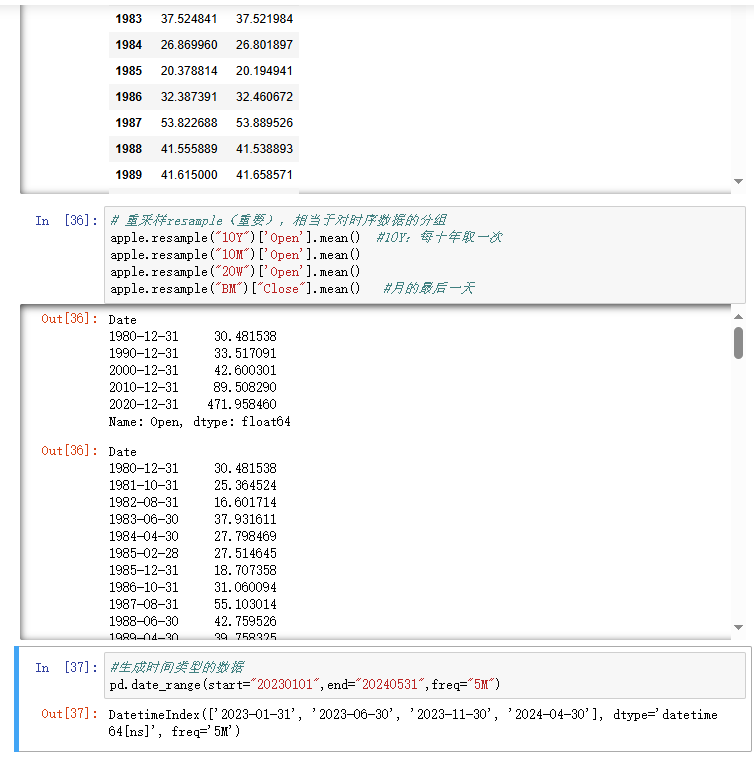 1983 37.524841 37.521984
1984 26.869960 26.801897
1985 20.378814 20.194941
1986 32.387391 32.460672
1987 53.822688 53.889526
1988 41.555889 41.538893
1989 41.615000 41.658571
In [36]:
# 重采样resample（重要），相当于对时序数据的分组
apple.resample("10Y")['Open'].mean() #10Y：每十年取一次
apple.resample("10M")['Open'].mean()
apple.resample("20W")['Open'].mean()
apple.resample("BM")["Close"].mean() #月的最后一天
Out[36]:
Date
1980-12-31 30.481538
1990-12-31 33.517091
2000-12-31 42.600301
2010-12-31 89.508290
2020-12-31 471.958460
Name: Open, dtype: float64
Out[36]:
Date
1980-12-31 30.481538
1981-10-31 25.364524
1982-08-31 16.601714
1983-06-30 37.931611
1984-04-30 27.798469
1985-02-28 27.514645
1985-12-31 18.707358
1986-10-31 31.060094
1987-08-31 55.103014
1988-06-30 42.759526
1989-04-30 39.758325
In [37]:
#生成时间类型的数据
pd.date_range(start="20230101",end="20240531",freq="5M")
Out[37]:
DatetimeIndex(['2023-01-31', '2023-06-30', '2023-11-30', '2024-04-30'], dtype='datetime
64[ns]', freq='5M')